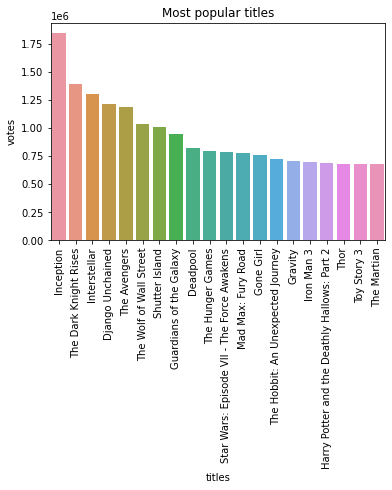 Most popular titles
1e6
1.75
1.50
1.25
1.00
0.75
0.50
0.25
0.00
votes
Inception
The Dark Knight Rises
Interstellar
Django Unchained
The Avengers
The Wolf of Wall Street
Shutter Island
Guardians of the Galaxy
Deadpool
The Hunger Games
Star Wars: Episode VII - The Force Awakens
Mad Max: Fury Road
Gone Girl
The Hobbit: An Unexpected Journey
Gravity
Iron Man 3
Harry Potter and the Deathly Hallows: Part 2
Thor
Toy Story 3
The Martian
titles